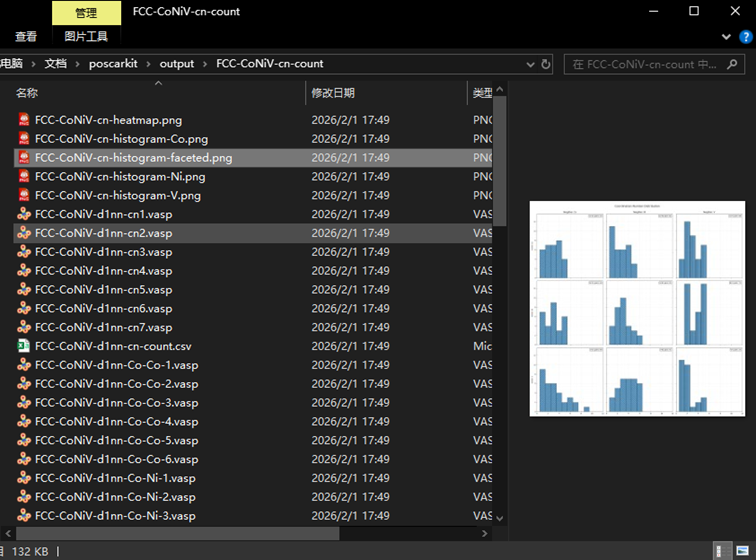 管理
FCC-CoNiV-cn-count
查看
图片工具
电脑 > 文档 > poscarkit > output > FCC-CoNiV-cn-count
在 FCC-CoNiV-cn-count 中...
名称 修改日期 类型
FCC-CoNiV-cn-heatmap.png 2026/2/1 17:49 PNG
FCC-CoNiV-cn-histogram-Co.png 2026/2/1 17:49 PNG
FCC-CoNiV-cn-histogram-faceted.png 2026/2/1 17:49 PNG
FCC-CoNiV-cn-histogram-Ni.png 2026/2/1 17:49 PNG
FCC-CoNiV-cn-histogram-V.png 2026/2/1 17:49 PNG
FCC-CoNiV-d1nn-cn1.vasp 2026/2/1 17:49 VAS
FCC-CoNiV-d1nn-cn2.vasp 2026/2/1 17:49 VAS
FCC-CoNiV-d1nn-cn3.vasp 2026/2/1 17:49 VAS
FCC-CoNiV-d1nn-cn4.vasp 2026/2/1 17:49 VAS
FCC-CoNiV-d1nn-cn5.vasp 2026/2/1 17:49 VAS
FCC-CoNiV-d1nn-cn6.vasp 2026/2/1 17:49 VAS
FCC-CoNiV-d1nn-cn7.vasp 2026/2/1 17:49 VAS
FCC-CoNiV-d1nn-cn-count.csv 2026/2/1 17:49 Mic
FCC-CoNiV-d1nn-Co-Co-1.vasp 2026/2/1 17:49 VAS
FCC-CoNiV-d1nn-Co-Co-2.vasp 2026/2/1 17:49 VAS
FCC-CoNiV-d1nn-Co-Co-3.vasp 2026/2/1 17:49 VAS
FCC-CoNiV-d1nn-Co-Co-4.vasp 2026/2/1 17:49 VAS
FCC-CoNiV-d1nn-Co-Co-5.vasp 2026/2/1 17:49 VAS
FCC-CoNiV-d1nn-Co-Co-6.vasp 2026/2/1 17:49 VAS
FCC-CoNiV-d1nn-Co-Ni-1.vasp 2026/2/1 17:49 VAS
FCC-CoNiV-d1nn-Co-Ni-2.vasp 2026/2/1 17:49 VAS
FCC-CoNiV-d1nn-Co-Ni-3.vasp 2026/2/1 17:49 VAS
132 KB